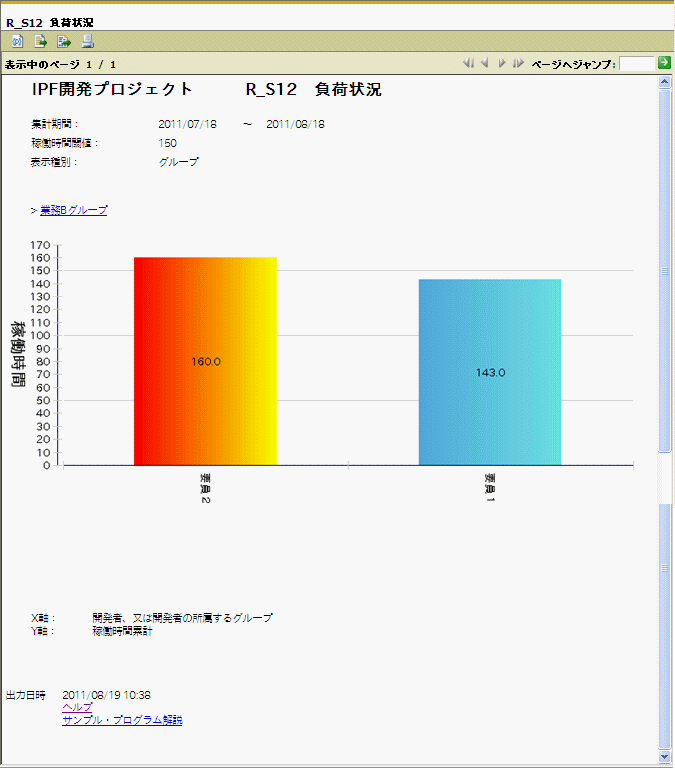 R_S12 負荷状況
表示中のページ 1 / 1 ページへジャンプ:
IPF開発プロジェクト R_S12 負荷状況
集計期間： 2011/07/18 ～ 2011/08/18
稼働時間閾値： 150
表示種別： グループ
> 業務Bグループ
170
160
150
140
130
120
110
100
90
80
70
60
50
40
30
20
10
0
稼働時間
160.0
143.0
要員2
要員1
X軸： 開発者、又は開発者の所属するグループ
Y軸： 稼働時間累計
出力日時 2011/08/19 10:38
ヘルプ
サンプル・プログラム解説